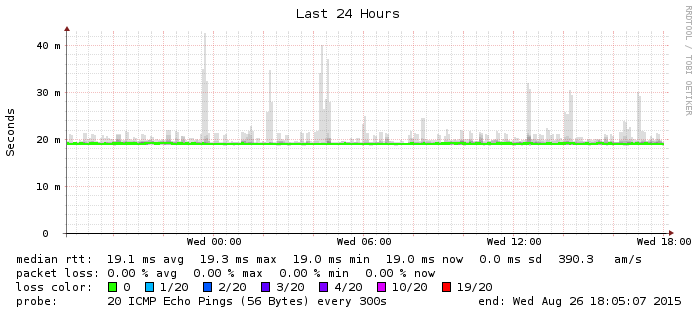 Last 24 Hours
RRDTOOL / TOBI OETIKER
Seconds
40 m
30 m
20 m
10 m
0
Wed 00:00 Wed 06:00 Wed 12:00 Wed 18:00
median rtt: 19.1 ms avg 19.3 ms max 19.0 ms min 19.0 ms now 0.0 ms sd 390.3 am/s
packet loss: 0.00 % avg 0.00 % max 0.00 % min 0.00 % now
loss color: 0 1/20 2/20 3/20 4/20 10/20 19/20
probe: 20 ICMP Echo Pings (56 Bytes) every 300s end: Wed Aug 26 18:05:07 2015